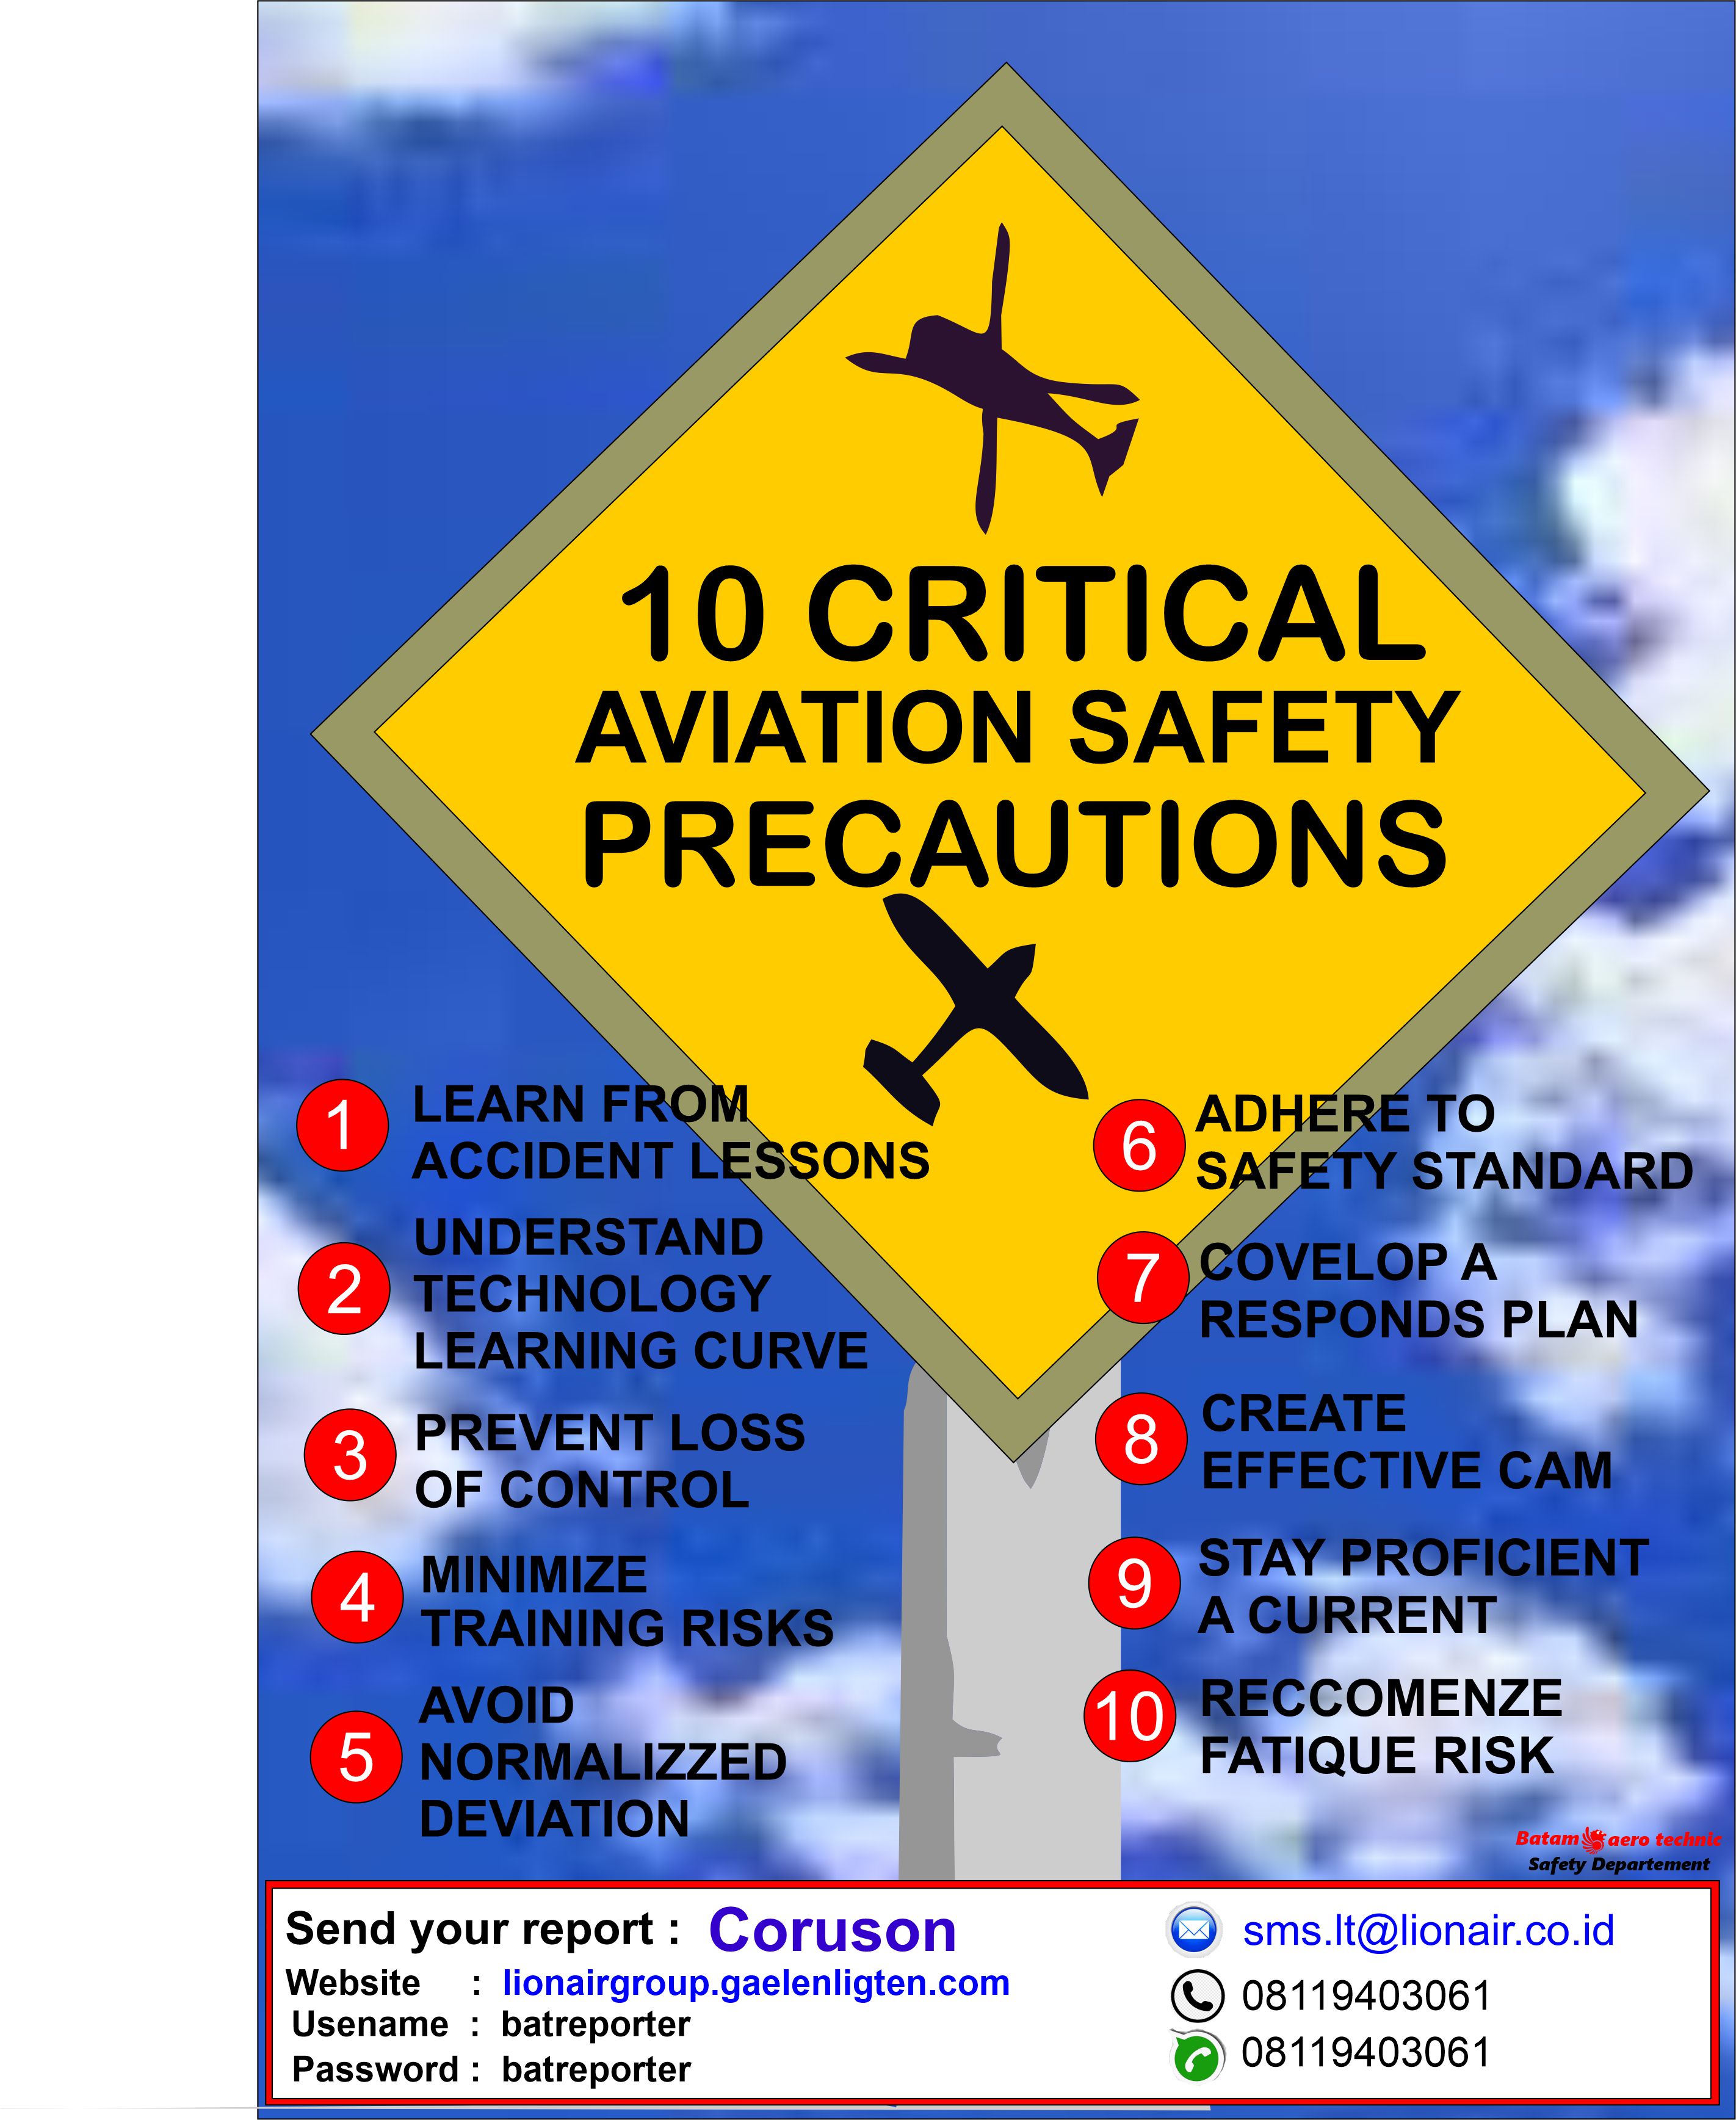 10 CRITICAL
AVIATION SAFETY
PRECAUTIONS
1
LEARN FROM
ACCIDENT LESSONS
2
UNDERSTAND
TECHNOLOGY
LEARNING CURVE
3
PREVENT LOSS
OF CONTROL
4
MINIMIZE
TRAINING RISKS
5
AVOID
NORMALIZZED
DEVIATION
6
ADHERE TO
SAFETY STANDARD
7
COVELOP A
RESPONDS PLAN
8
CREATE
EFFECTIVE CAM
9
STAY PROFICIENT
A CURRENT
10
RECCOMENZE
FATIQUE RISK
Batam aero technic
Safety Departement
Send your report : Coruson
Website : lionairgroup.gaelenligten.com
Usename : batreporter
Password : batreporter
sms.lt@lionair.co.id
08119403061
08119403061